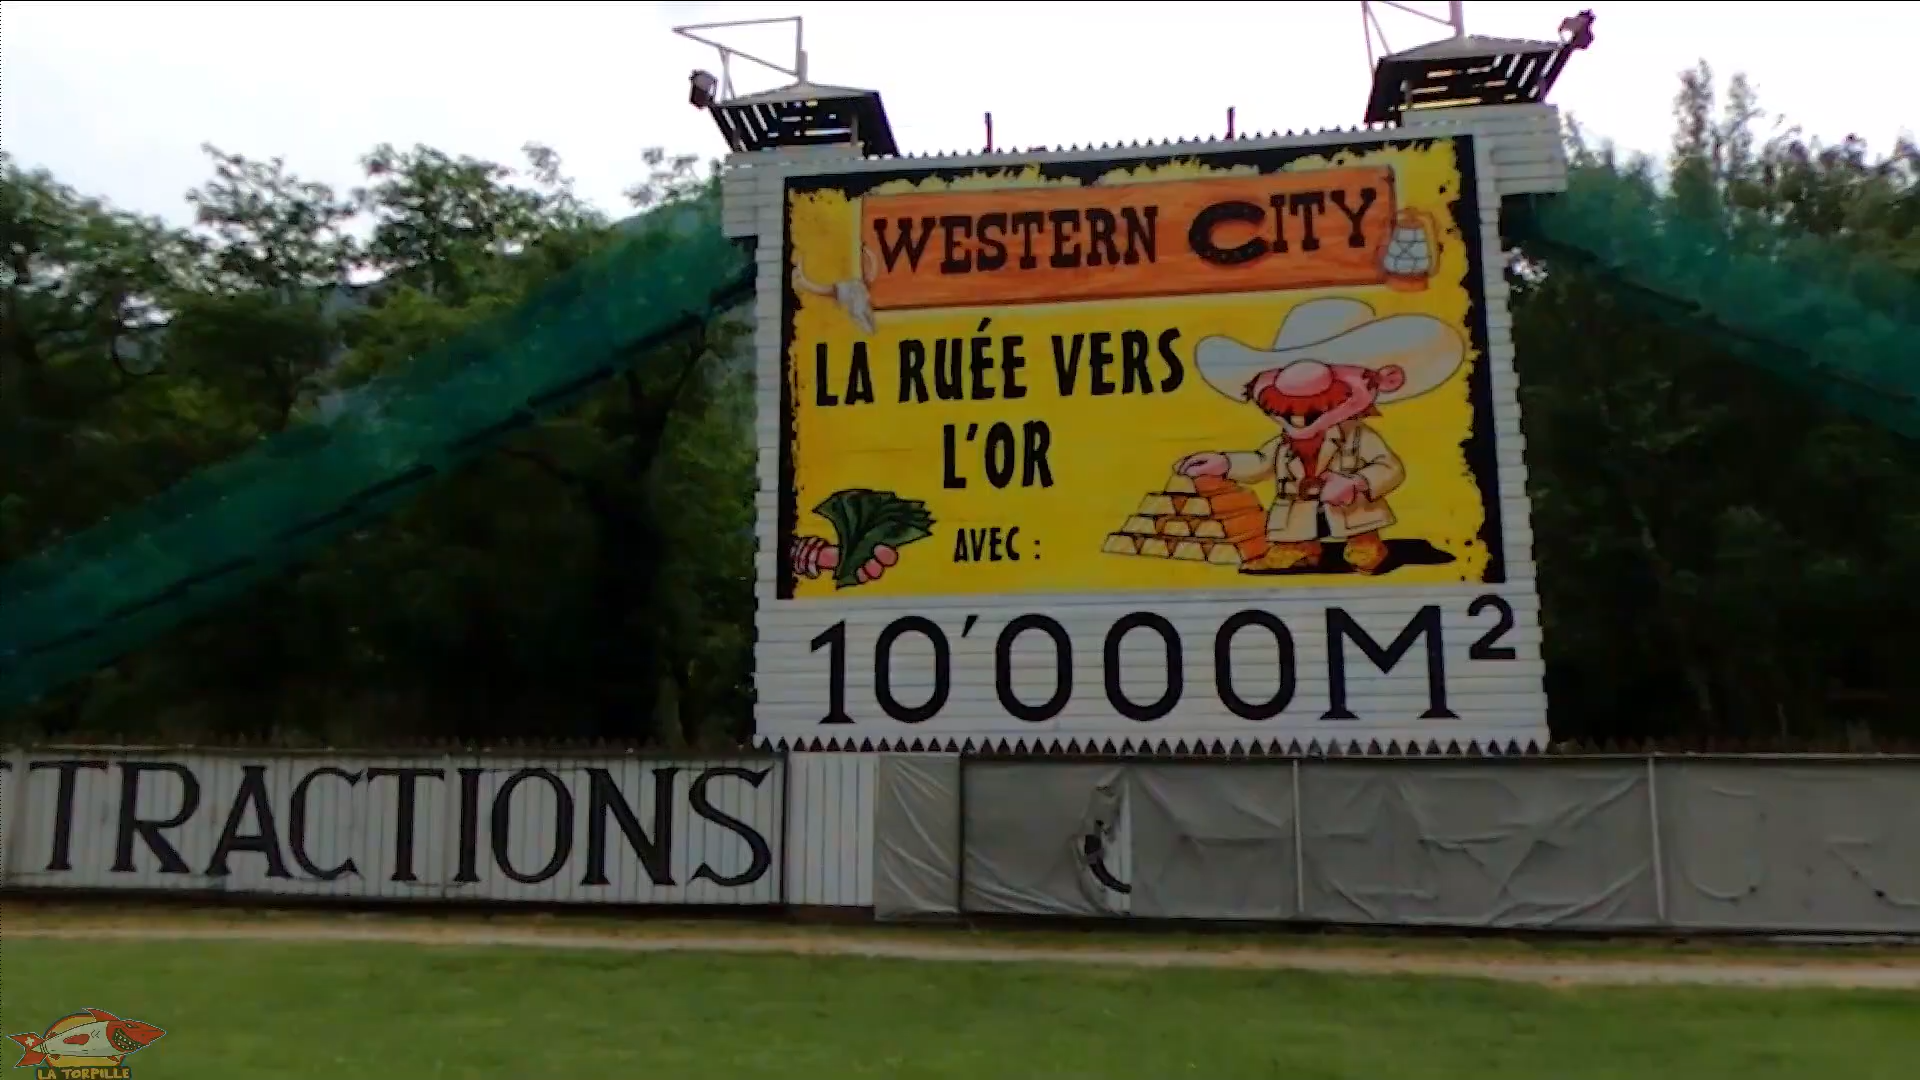 WESTERN CITY
LA RUÉE VERS
L'OR
AVEC :
10'000M²
TRACTIONS
LA TORPILLE